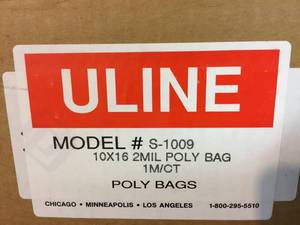 ULINE
MODEL # S-1009
10X16 2MIL POLY BAG
1M/CT
POLY BAGS
CHICAGO • MINNEAPOLIS • LOS ANGELES 1-800-295-5510